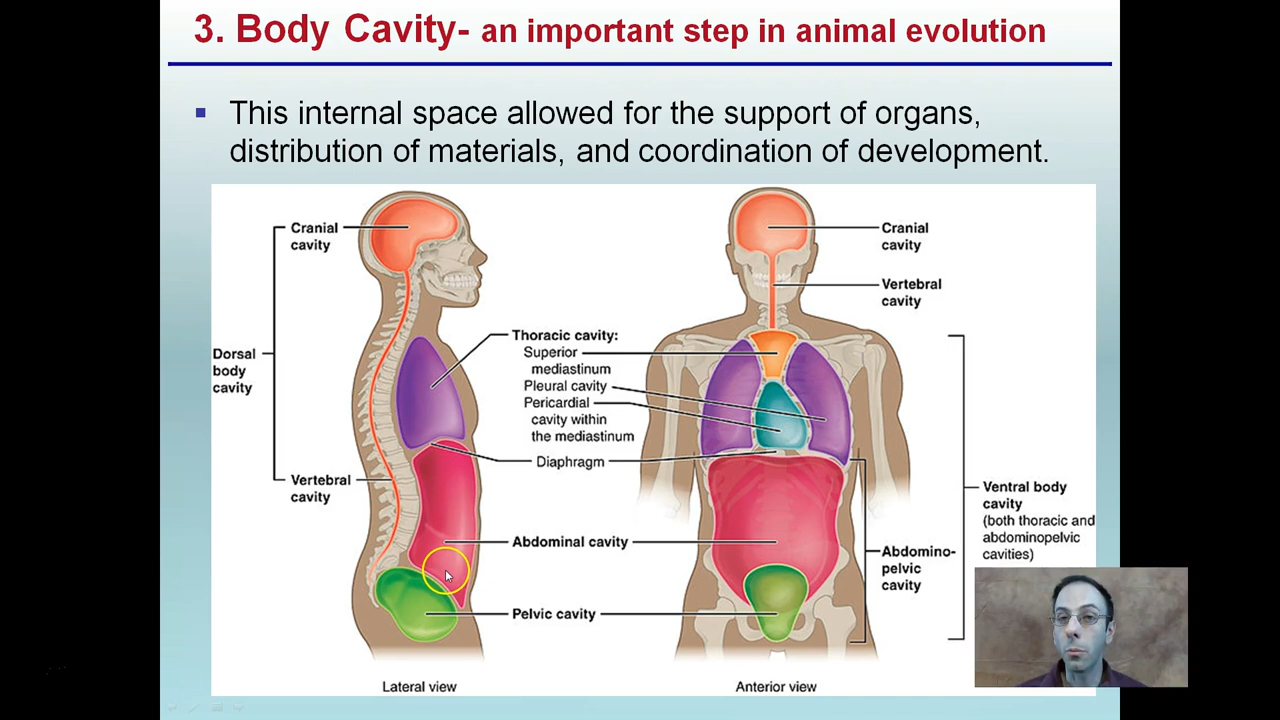 3. Body Cavity- an important step in animal evolution
This internal space allowed for the support of organs,
distribution of materials, and coordination of development.
Cranial
cavity
Dorsal
body
cavity
Vertebral
cavity
Thoracic cavity:
Superior
mediastinum
Pleural cavity
Pericardial
cavity within
the mediastinum
Diaphragm
Abdominal cavity
Pelvic cavity
Cranial
cavity
Vertebral
cavity
Ventral body
cavity
(both thoracic and
abdominopelvic
cavities)
Abdomino-
pelvic
cavity
Lateral view
Anterior view